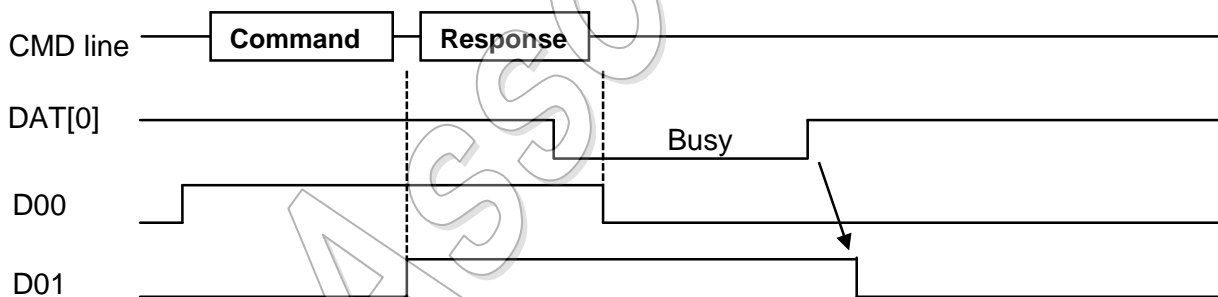 CMD line Command Response
DAT[0]
Busy
D00
D01